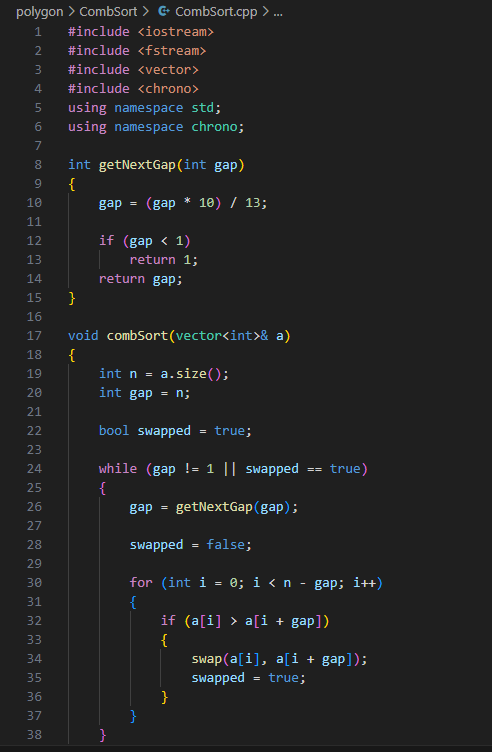 polygon > CombSort > CombSort.cpp > ...
1 #include <iostream>
2 #include <fstream>
3 #include <vector>
4 #include <chrono>
5 using namespace std;
6 using namespace chrono;
7
8 int getNextGap(int gap)
9 {
10     gap = (gap * 10) / 13;
11
12     if (gap < 1)
13         return 1;
14     return gap;
15 }
16
17 void combSort(vector<int>& a)
18 {
19     int n = a.size();
20     int gap = n;
21
22     bool swapped = true;
23
24     while (gap != 1 || swapped == true)
25     {
26         gap = getNextGap(gap);
27
28         swapped = false;
29
30         for (int i = 0; i < n - gap; i++)
31         {
32             if (a[i] > a[i + gap])
33             {
34                 swap(a[i], a[i + gap]);
35                 swapped = true;
36             }
37         }
38     }